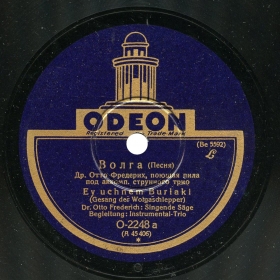 ODEON
Registered Trade-Mark
(Be 5592)
Волга (Песня)
Др. Отто Фредерих, поющая пила
под аккомп. струнного трио
Ey uchnem Burlaki
(Gesang der Wolgaschlepper)
Dr. Otto Frederich: Singende Säge
Begleitung: Instrumental-Trio
O-2248 a
(R 45 406)
*